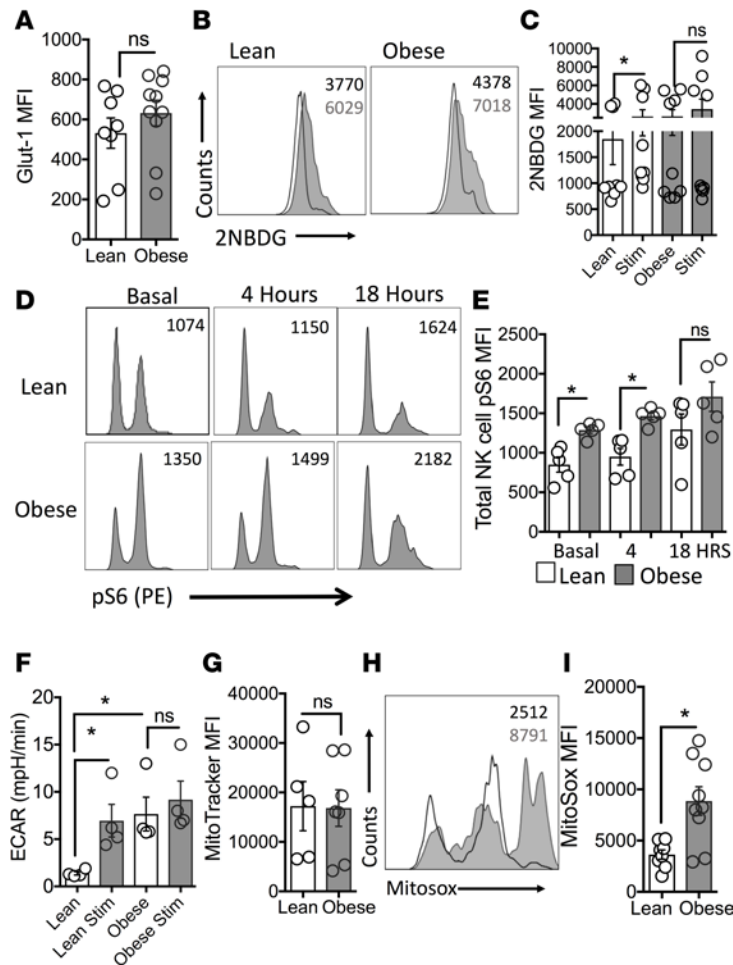 A
ns
Glut-1 MFI
1000
800
600
400
200
0
Lean Obese
B
Lean
Obese
3770
6029
4378
7018
Counts
2NBDG
C
ns
*
2NBDG MFI
10000
8000
6000
4000
2000
1500
1000
500
0
Lean
Stim
Obese
Stim
D
Basal
4 Hours
18 Hours
Lean
1074
1150
1624
Obese
1350
1499
2182
pS6 (PE)
E
Total NK cell pS6 MFI
2500
2000
1500
1000
500
0
*
*
ns
Basal
4
18 HRS
Lean
Obese
F
ECAR (mpH/min)
20
15
10
5
0
*
*
ns
Lean
Lean Stim
Obese
Obese Stim
G
MitoTracker MFI
40000
30000
20000
10000
0
ns
Lean Obese
H
2512
8791
Counts
Mitosox
I
MitoSox MFI
20000
15000
10000
5000
0
*
Lean Obese